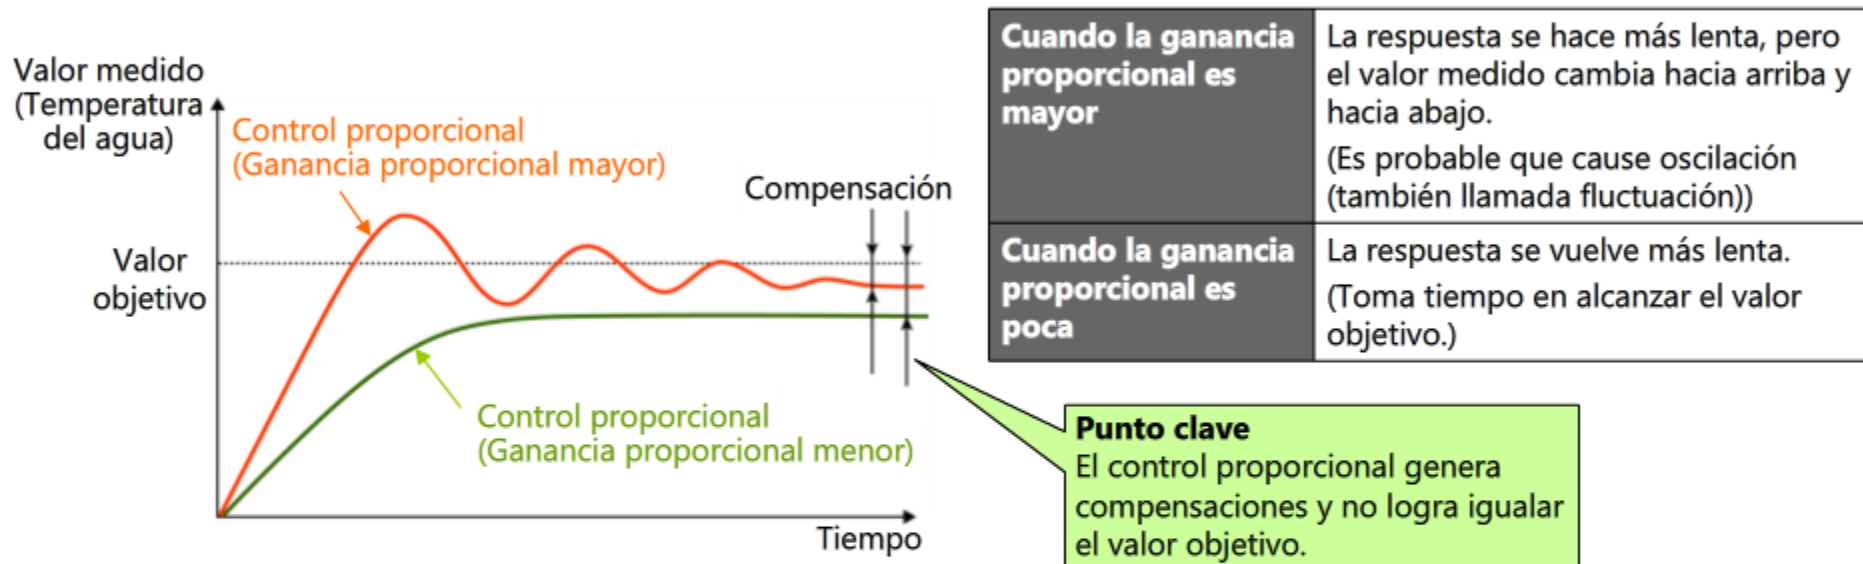 Valor medido
(Temperatura
del agua)
Control proporcional
(Ganancia proporcional mayor)
Compensación
Valor
objetivo
Control proporcional
(Ganancia proporcional menor)
Tiempo
Cuando la ganancia
proporcional es
mayor
La respuesta se hace más lenta, pero
el valor medido cambia hacia arriba y
hacia abajo.
(Es probable que cause oscilación
(también llamada fluctuación))
Cuando la ganancia
proporcional es
poca
La respuesta se vuelve más lenta.
(Toma tiempo en alcanzar el valor
objetivo.)
Punto clave
El control proporcional genera
compensaciones y no logra igualar
el valor objetivo.